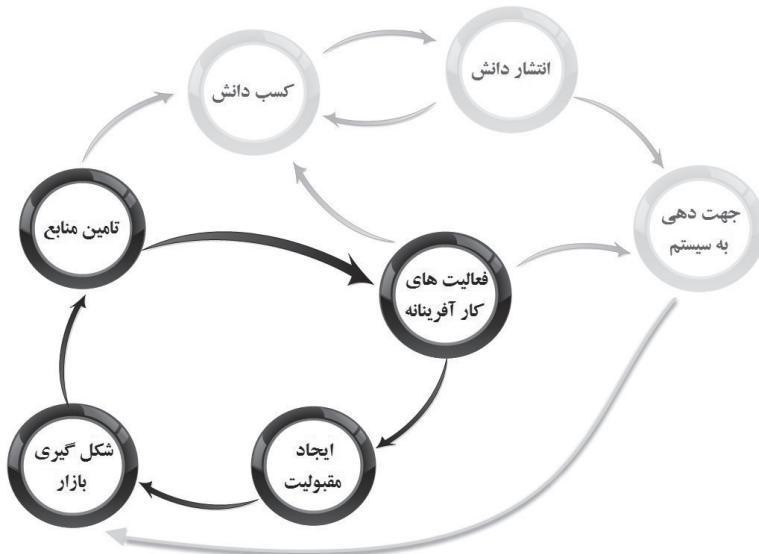 انتشار دانش
کسب دانش
جهت دهی
به سیستم
تامین منابع
فعالیت های
کار آفرینانه
ایجاد
مقبولیت
شکل گیری
بازار